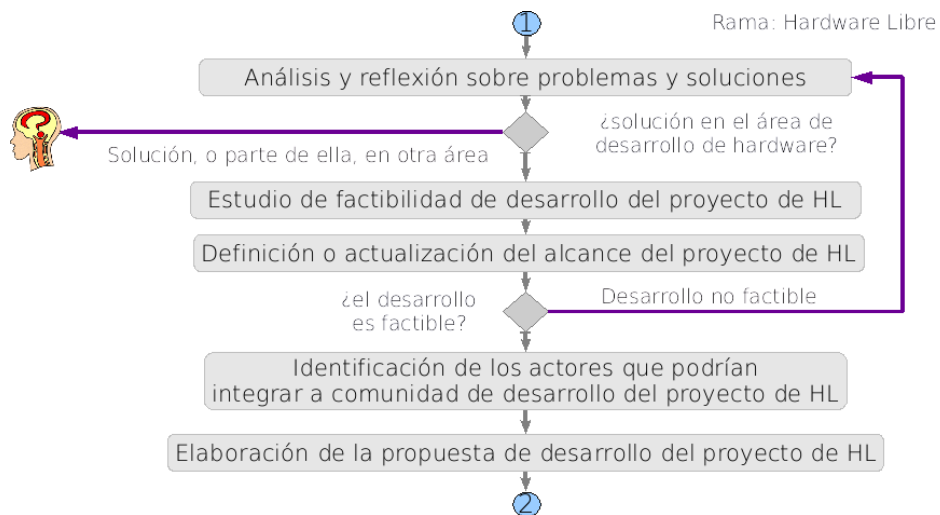 1
Rama: Hardware Libre
Análisis y reflexión sobre problemas y soluciones
¿solución en el área de
desarrollo de hardware?
Solución, o parte de ella, en otra área
Estudio de factibilidad de desarrollo del proyecto de HL
Definición o actualización del alcance del proyecto de HL
¿el desarrollo
es factible?
Desarrollo no factible
Identificación de los actores que podrían
integrar a comunidad de desarrollo del proyecto de HL
Elaboración de la propuesta de desarrollo del proyecto de HL
2